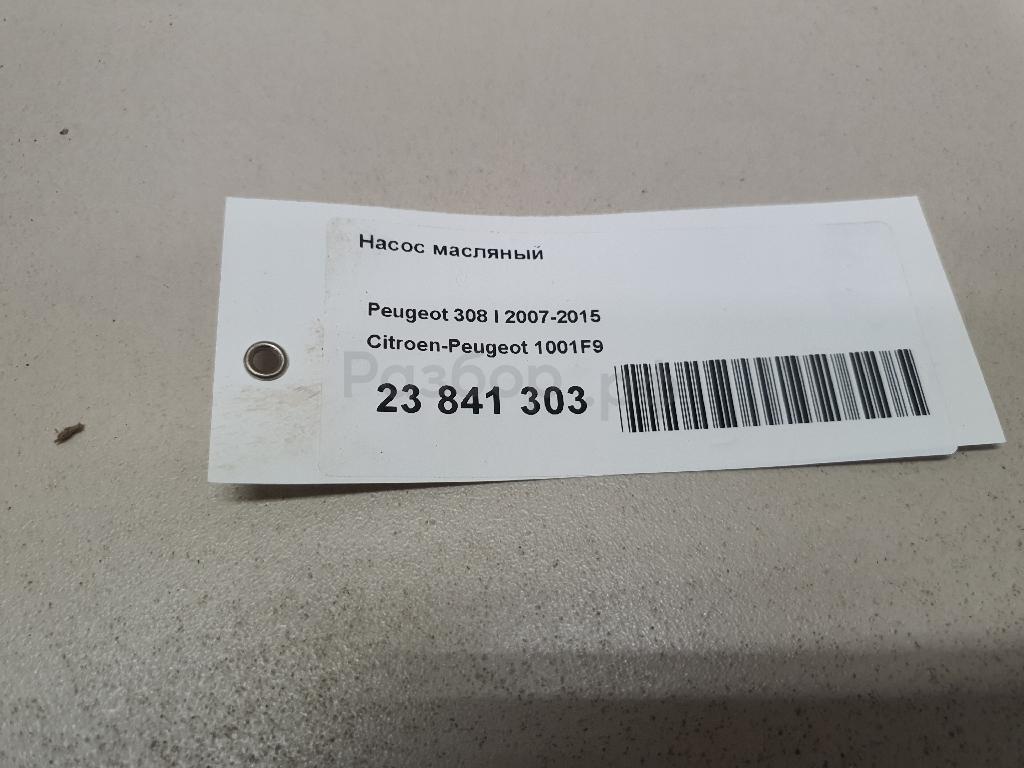 Насос масляный
Peugeot 308 I 2007-2015
Citroen-Peugeot 1001F9
23 841 303